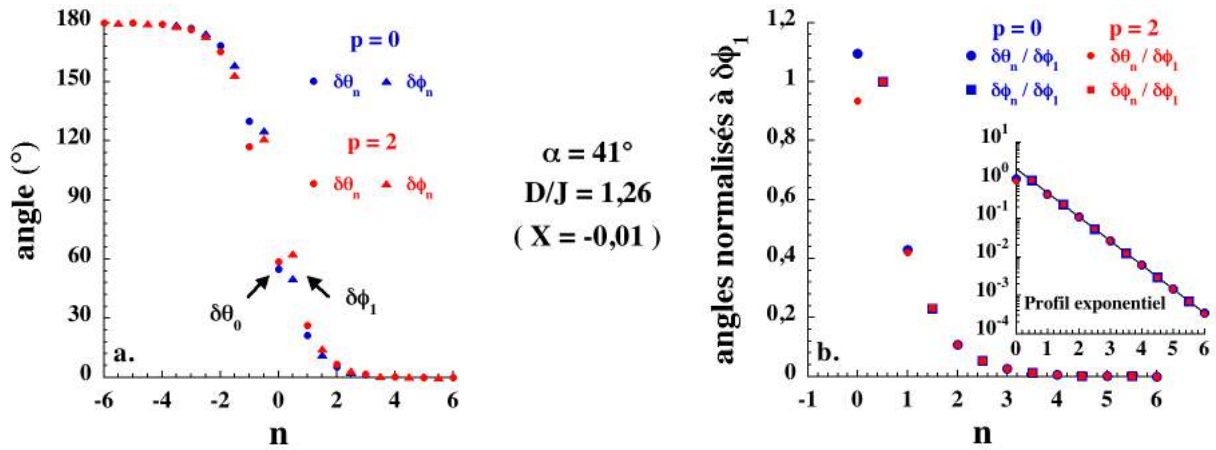 angle (°)
180
150
120
90
60
30
0
-6 -4 -2 0 2 4 6
n
a.
p = 0
δθn δφn
p = 2
δθn δφn
δθ0 δφ1
α = 41°
D/J = 1,26
( X = -0,01 )
angles normalisés à δφ1
1,2
1
0,8
0,6
0,4
0,2
0
-1 0 1 2 3 4 5 6
n
b.
p = 0 p = 2
δθn / δφ1 δθn / δφ1
δφn / δφ1 δφn / δφ1
10^1
10^0
10^-1
10^-2
10^-3
10^-4
Profil exponentiel
0 1 2 3 4 5 6